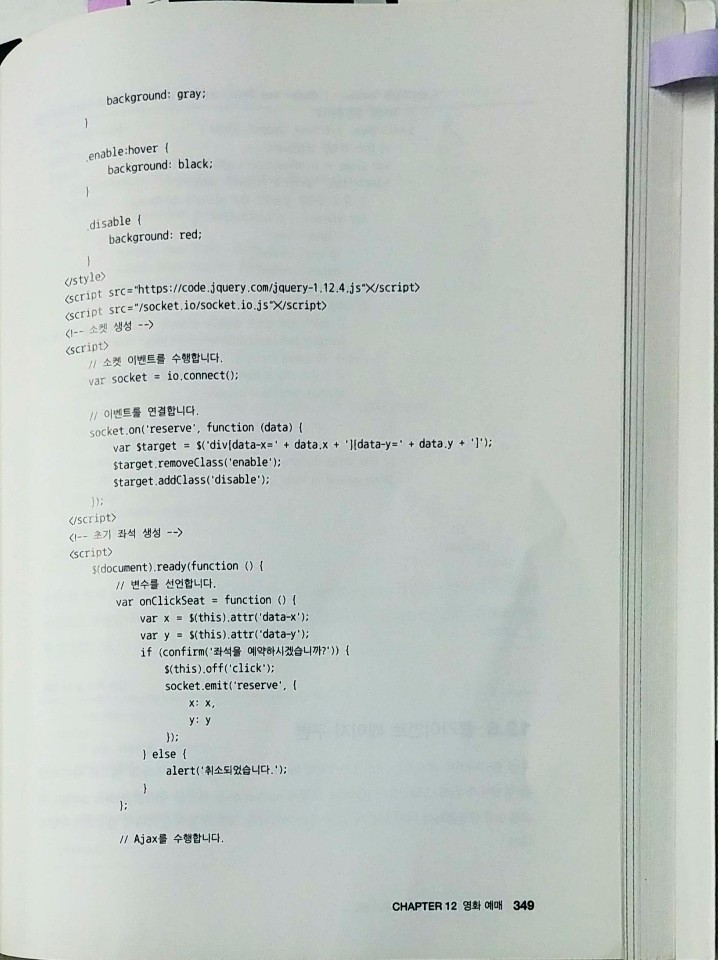 background: gray;
}
.enable:hover {
background: black;
}
.disable {
background: red;
}
</style>
<script src="https://code.jquery.com/jquery-1.12.4.js"></script>
<script src="/socket.io/socket.io.js"></script>
<!-- 소켓 생성 -->
<script>
// 소켓 이벤트를 수행합니다.
var socket = io.connect();
// 이벤트를 연결합니다.
socket.on('reserve', function (data) {
var $target = $('div[data-x=' + data.x + '][data-y=' + data.y + ']');
$target.removeClass('enable');
$target.addClass('disable');
});
</script>
<!-- 초기 좌석 생성 -->
<script>
$(document).ready(function () {
// 변수를 선언합니다.
var onClickSeat = function () {
var x = $(this).attr('data-x');
var y = $(this).attr('data-y');
if (confirm('좌석을 예약하시겠습니까?')) {
$(this).off('click');
socket.emit('reserve', {
x: x,
y: y
});
} else {
alert('취소되었습니다.');
}
};
// Ajax를 수행합니다.
CHAPTER 12 영화 예매 349